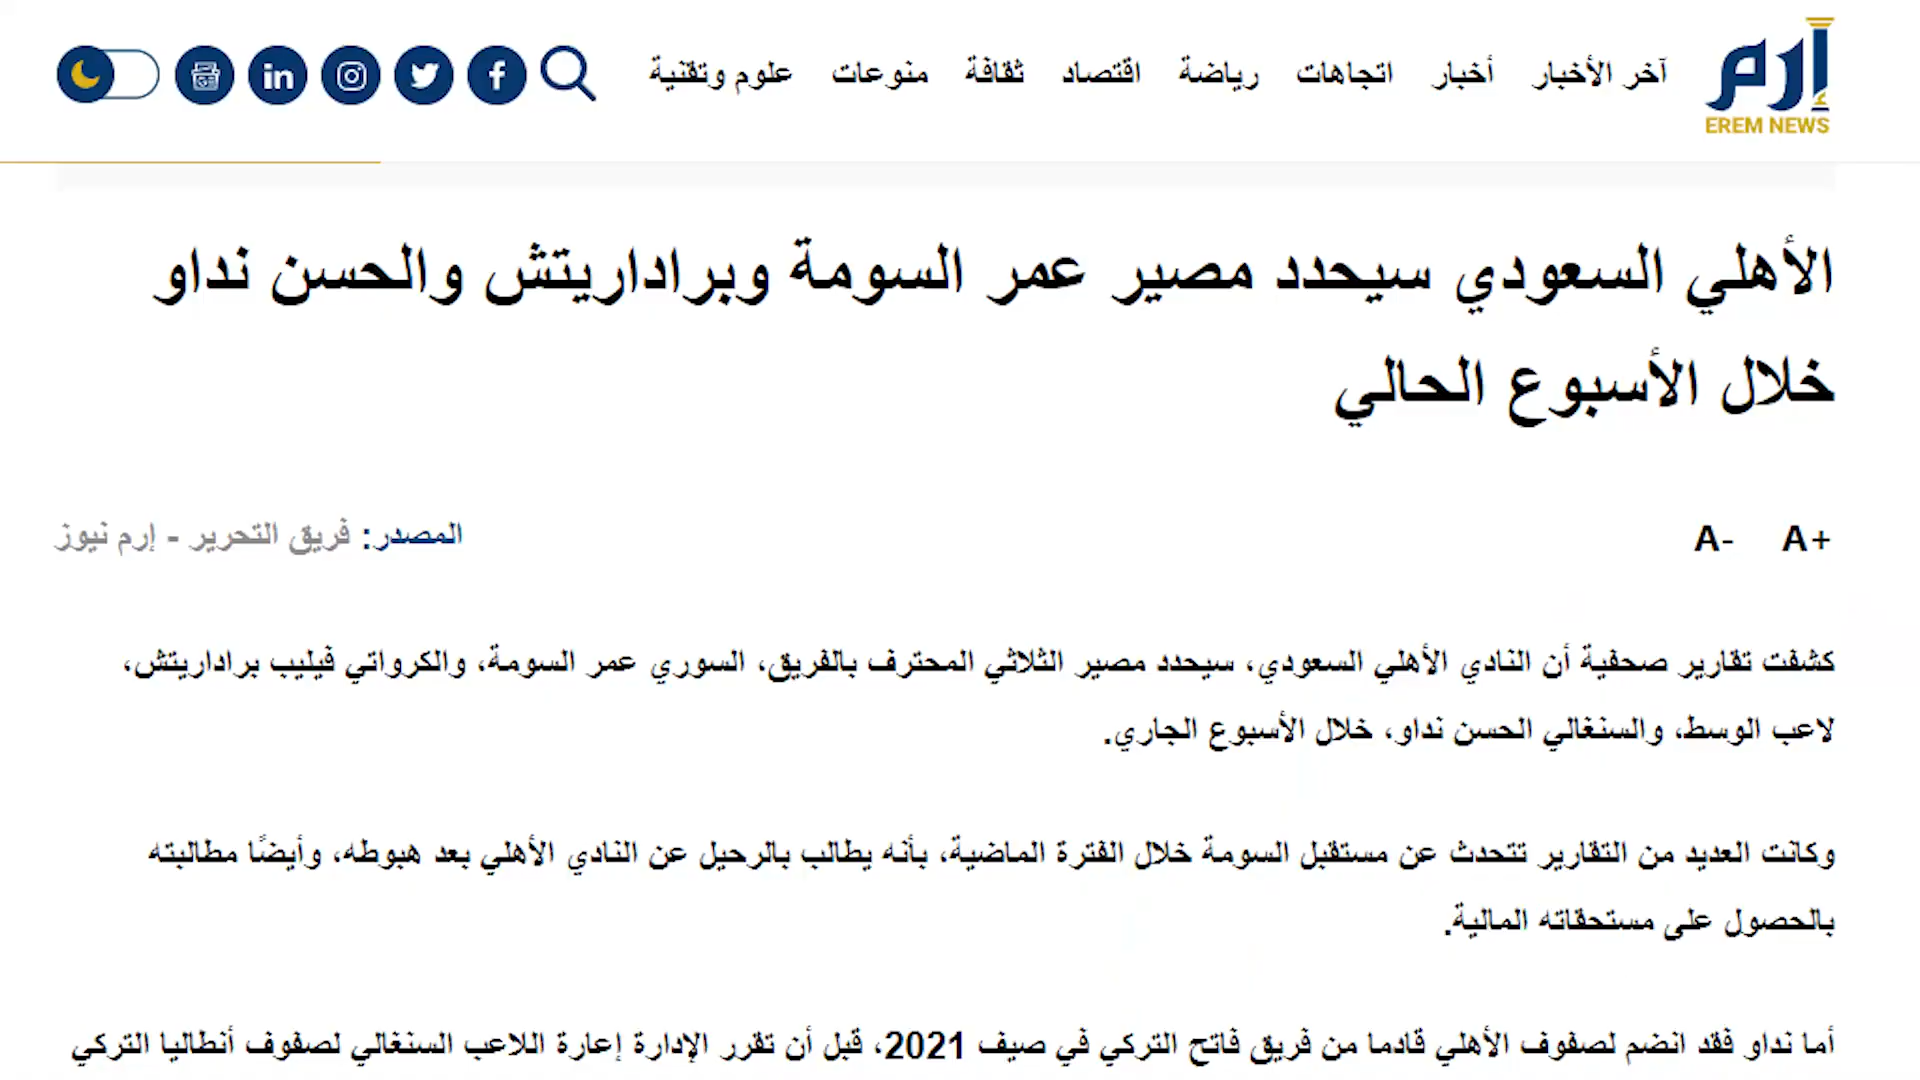 إرم
EREM NEWS
آخر الأخبار أخبار اتجاهات رياضة اقتصاد ثقافة منوعات علوم وتقنية
الأهلي السعودي سيحدد مصير عمر السومة وبراداريتش والحسن نداو
خلال الأسبوع الحالي
A+ A-
المصدر: فريق التحرير - إرم نيوز
كشفت تقارير صحفية أن النادي الأهلي السعودي، سيحدد مصير الثلاثي المحترف بالفريق، السوري عمر السومة، والكرواتي فيليب براداريتش،
لاعب الوسط، والسنغالي الحسن نداو، خلال الأسبوع الجاري.
وكانت العديد من التقارير تتحدث عن مستقبل السومة خلال الفترة الماضية، بأنه يطالب بالرحيل عن النادي الأهلي بعد هبوطه، وأيضًا مطالبته
بالحصول على مستحقاته المالية.
أما نداو فقد انضم لصفوف الأهلي قادما من فريق فاتح التركي في صيف 2021، قبل أن تقرر الإدارة إعارة اللاعب السنغالي لصفوف أنطاليا التركي